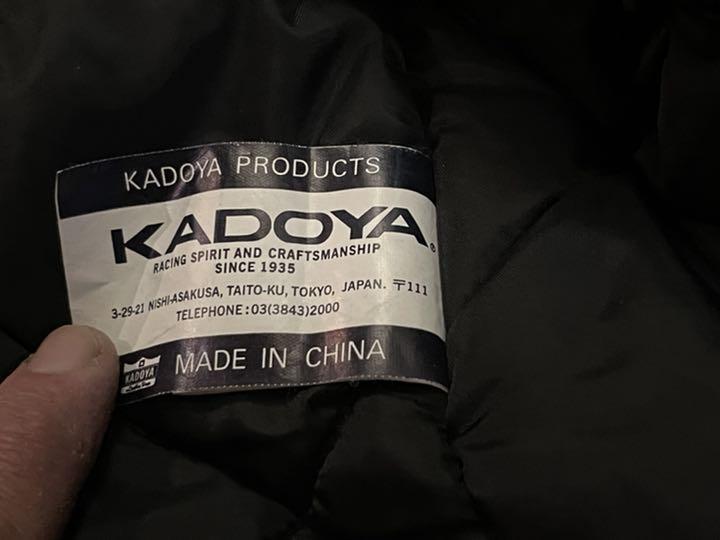 KADOYA PRODUCTS
KADOYA®
RACING SPIRIT AND CRAFTSMANSHIP
SINCE 1935
3-29-21 NISHI-ASAKUSA, TAITO-KU, TOKYO, JAPAN. 〒111
TELEPHONE:03(3843)2000
KADOYA
MADE IN CHINA